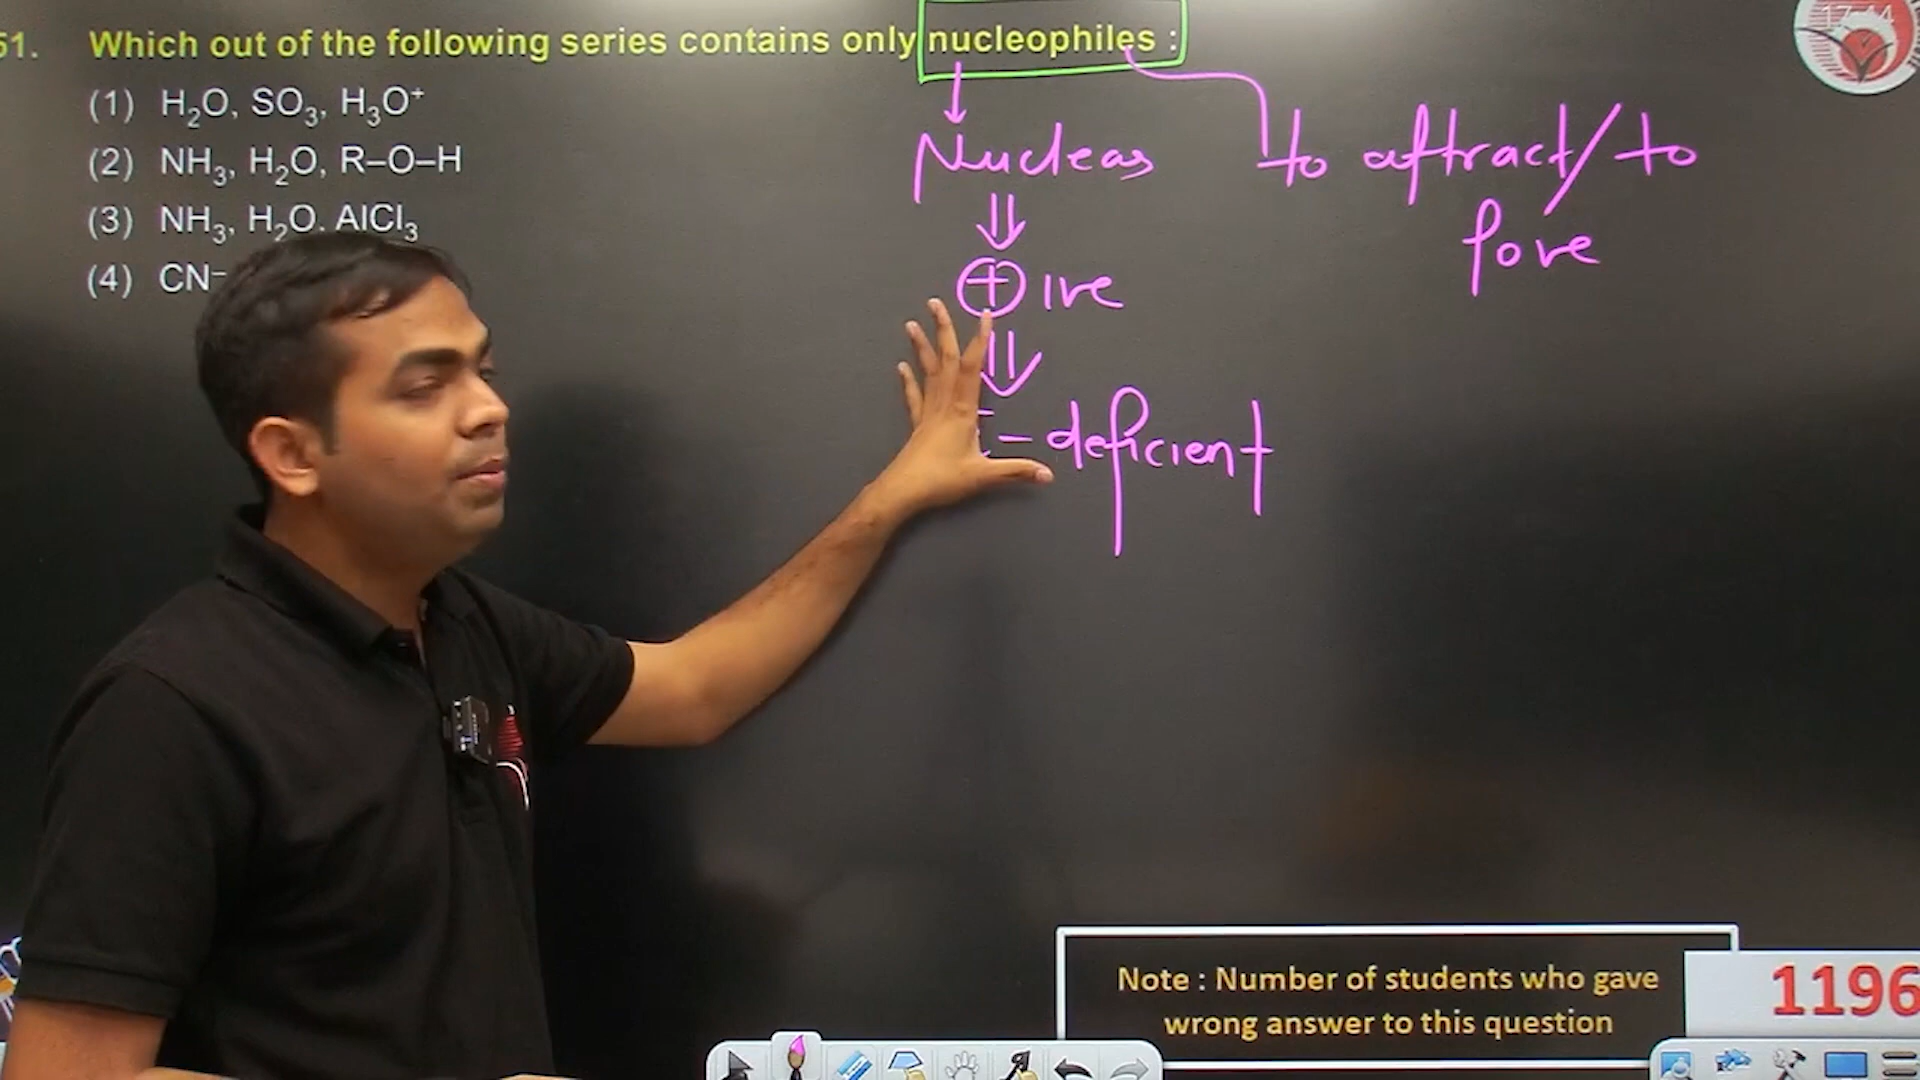 51. Which out of the following series contains only nucleophiles :
(1) H₂O, SO₃, H₃O⁺
(2) NH₃, H₂O, R–O–H
(3) NH₃, H₂O, AlCl₃
(4) CN⁻
Nucleas to attract/to
love
⊕ ive
-deficient
Note : Number of students who gave
wrong answer to this question
1196